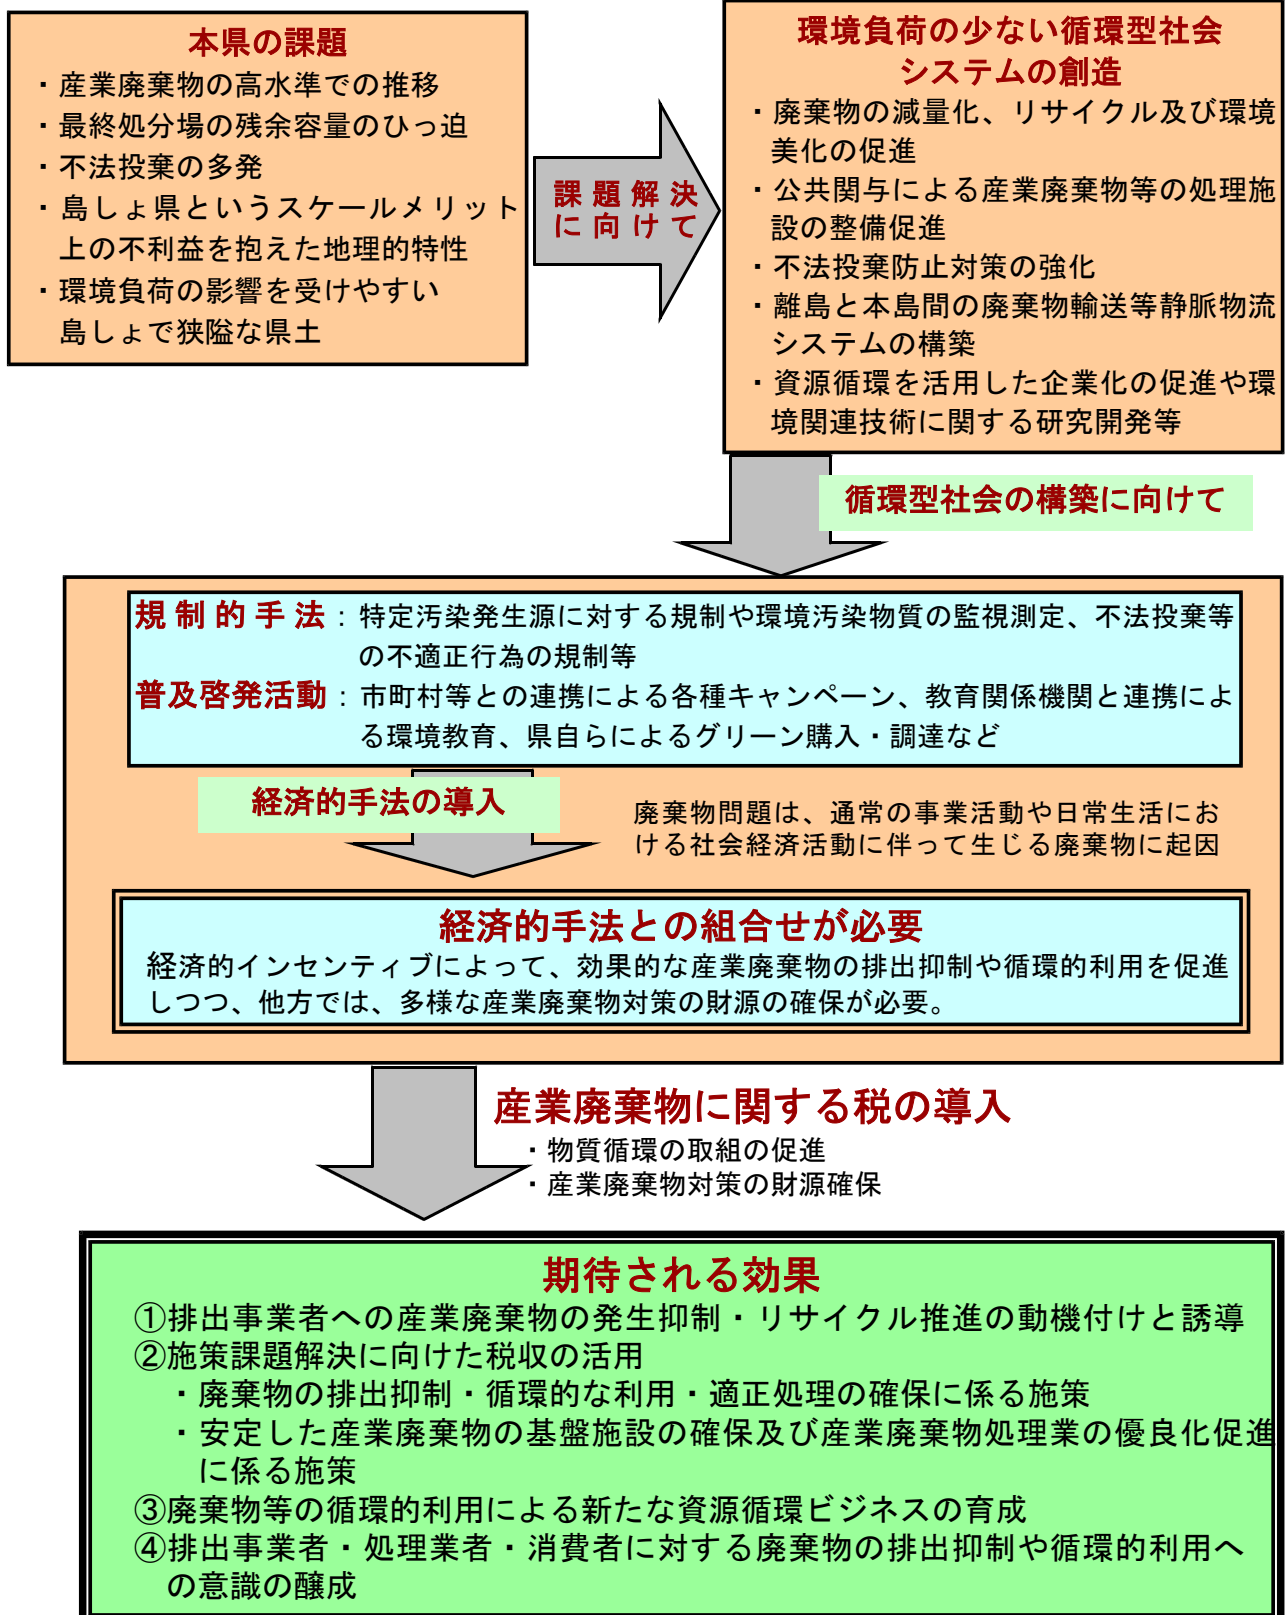 本県の課題
・産業廃棄物の高水準での推移
・最終処分場の残余容量のひっ迫
・不法投棄の多発
・島しょ県というスケールメリット
上の不利益を抱えた地理的特性
・環境負荷の影響を受けやすい
島しょで狭隘な県土
課題解決
に向けて
環境負荷の少ない循環型社会
システムの創造
・廃棄物の減量化、リサイクル及び環境
美化の促進
・公共関与による産業廃棄物等の処理施
設の整備促進
・不法投棄防止対策の強化
・離島と本島間の廃棄物輸送等静脈物流
システムの構築
・資源循環を活用した企業化の促進や環
境関連技術に関する研究開発等
循環型社会の構築に向けて
規制的手法：特定汚染発生源に対する規制や環境汚染物質の監視測定、不法投棄等
の不適正行為の規制等
普及啓発活動：市町村等との連携による各種キャンペーン、教育関係機関と連携によ
る環境教育、県自らによるグリーン購入・調達など
経済的手法の導入
廃棄物問題は、通常の事業活動や日常生活にお
ける社会経済活動に伴って生じる廃棄物に起因
経済的手法との組合せが必要
経済的インセンティブによって、効果的な産業廃棄物の排出抑制や循環的利用を促進
しつつ、他方では、多様な産業廃棄物対策の財源の確保が必要。
産業廃棄物に関する税の導入
・物質循環の取組の促進
・産業廃棄物対策の財源確保
期待される効果
①排出事業者への産業廃棄物の発生抑制・リサイクル推進の動機付けと誘導
②施策課題解決に向けた税収の活用
・廃棄物の排出抑制・循環的な利用・適正処理の確保に係る施策
・安定した産業廃棄物の基盤施設の確保及び産業廃棄物処理業の優良化促進
に係る施策
③廃棄物等の循環的利用による新たな資源循環ビジネスの育成
④排出事業者・処理業者・消費者に対する廃棄物の排出抑制や循環的利用へ
の意識の醸成